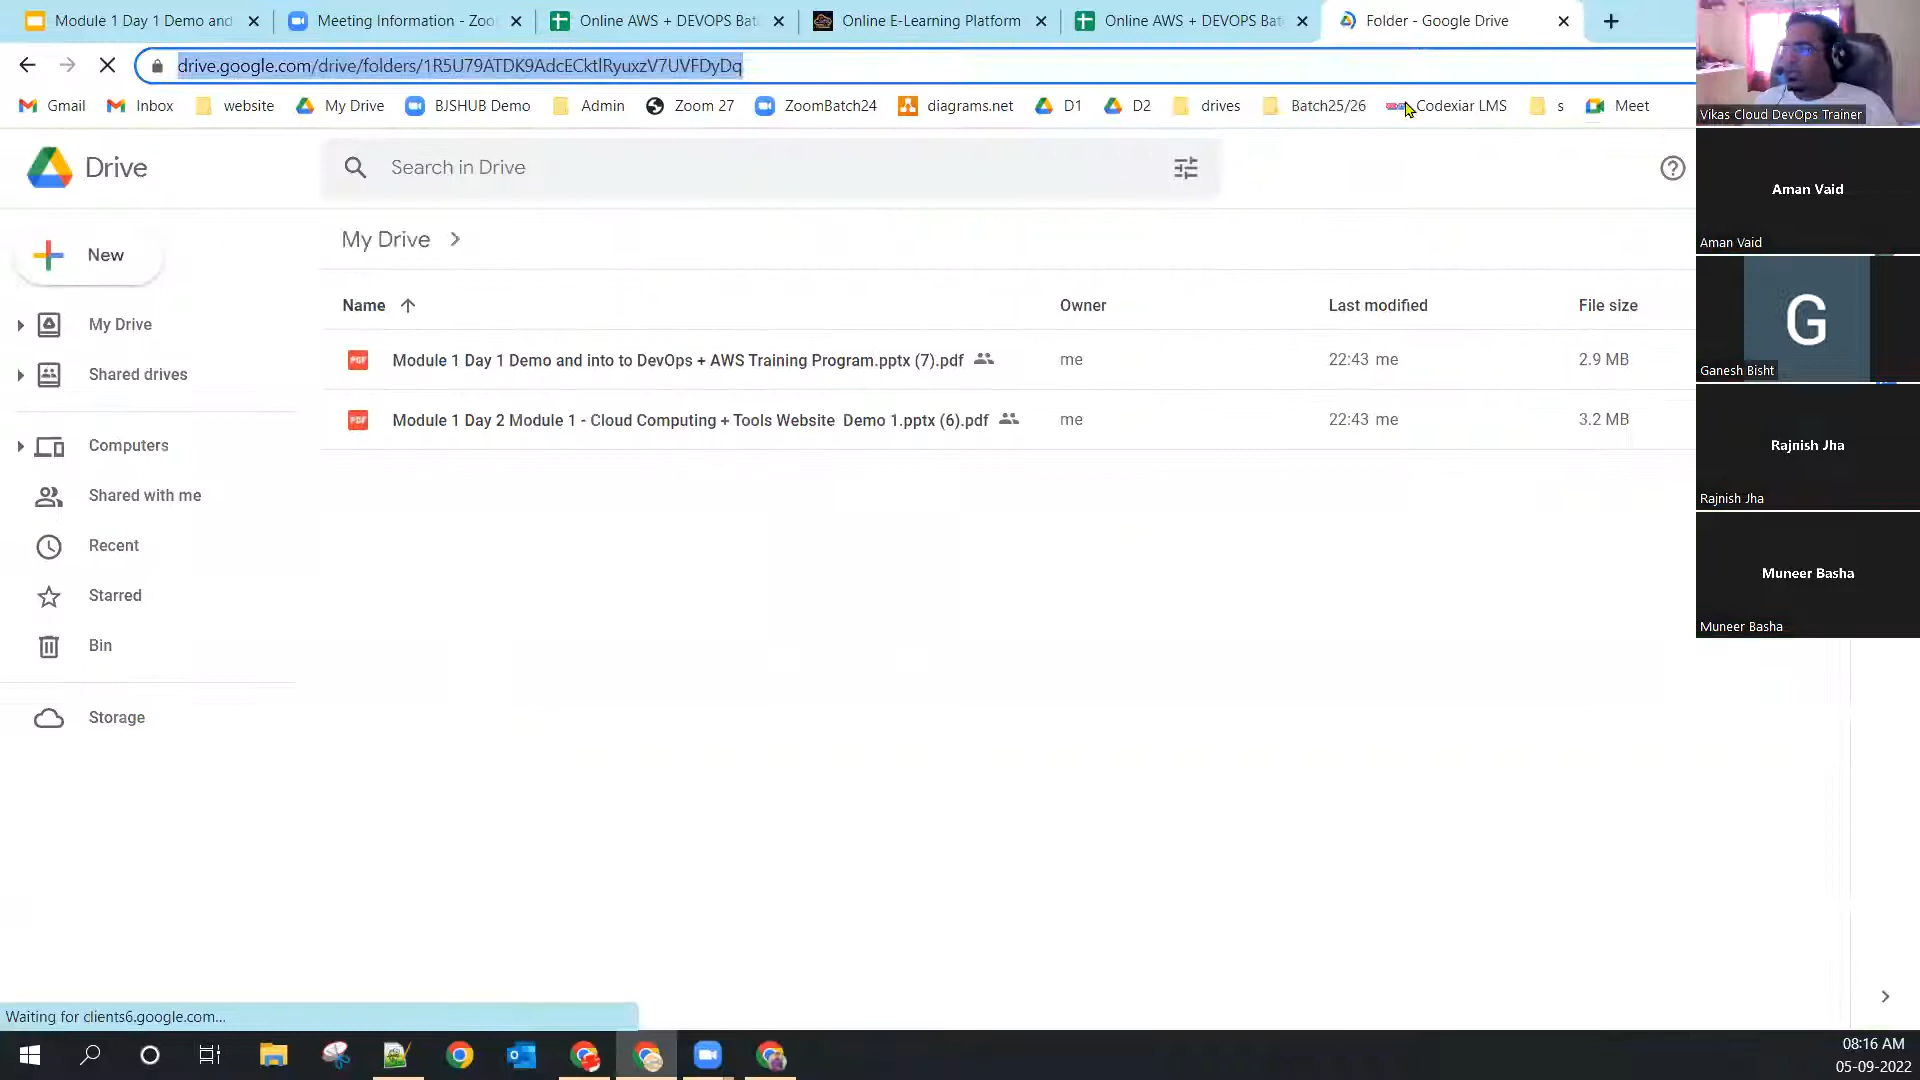 Module 1 Day 1 Demo and
Meeting Information - Zoo
Online AWS + DEVOPS Bat
Online E-Learning Platform
Online AWS + DEVOPS Bat
Folder - Google Drive
drive.google.com/drive/folders/1R5U79ATDK9AdcECktlRyuxzV7UVFDyDq
Gmail
Inbox
website
My Drive
BJSHUB Demo
Admin
Zoom 27
ZoomBatch24
diagrams.net
D1
D2
drives
Batch25/26
Codexiar LMS
s
Meet
Vikas Cloud DevOps Trainer
Drive
Search in Drive
New
My Drive
Shared drives
Computers
Shared with me
Recent
Starred
Bin
Storage
My Drive
Name Owner Last modified File size
PDF Module 1 Day 1 Demo and into to DevOps + AWS Training Program.pptx (7).pdf me 22:43 me 2.9 MB
PDF Module 1 Day 2 Module 1 - Cloud Computing + Tools Website Demo 1.pptx (6).pdf me 22:43 me 3.2 MB
Aman Vaid
Aman Vaid
G
Ganesh Bisht
Rajnish Jha
Rajnish Jha
Muneer Basha
Muneer Basha
Waiting for clients6.google.com...
08:16 AM
05-09-2022